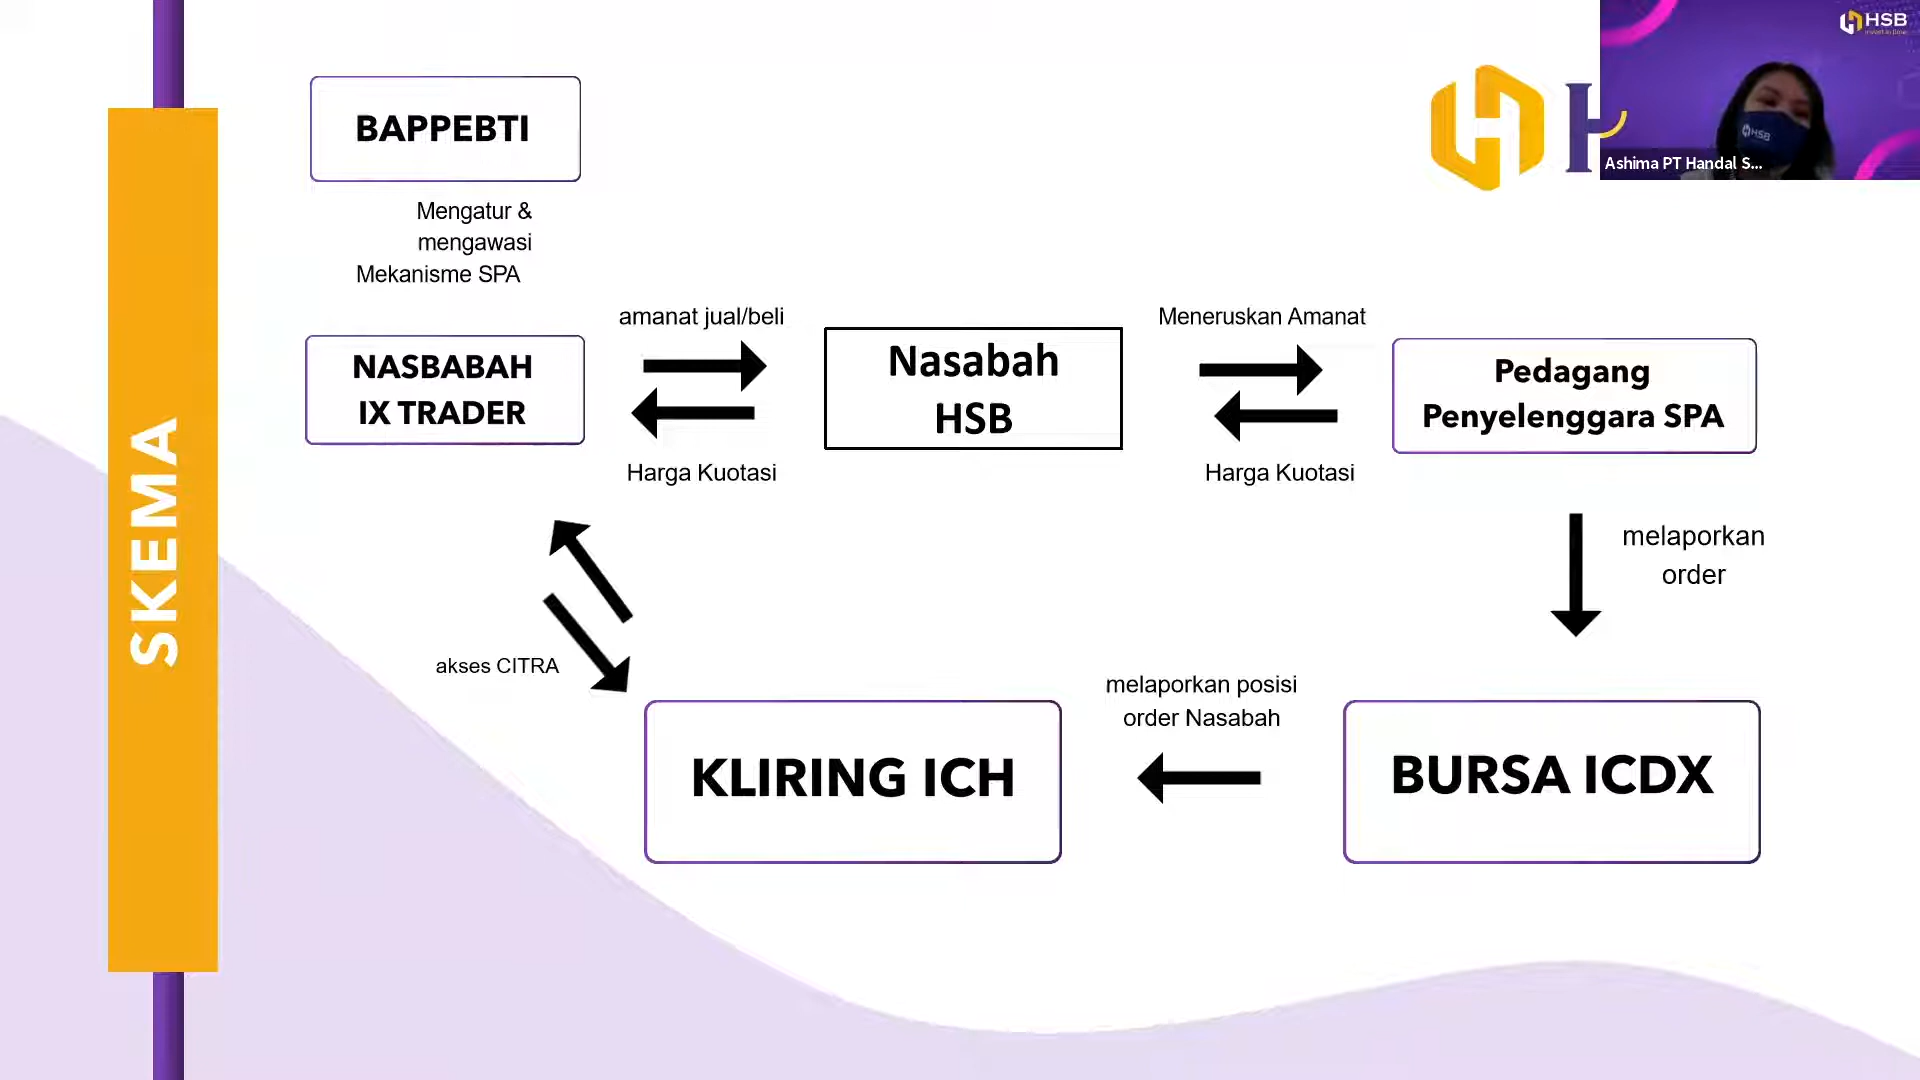 HSB
BAPPEBTI
Ashima PT Handal S...
HSB
Mengatur &
mengawasi
Mekanisme SPA
SKEMA
amanat jual/beli
Meneruskan Amanat
NASBABAH
IX TRADER
Nasabah
HSB
Pedagang
Penyelenggara SPA
Harga Kuotasi
Harga Kuotasi
melaporkan
order
akses CITRA
melaporkan posisi
order Nasabah
KLIRING ICH
BURSA ICDX